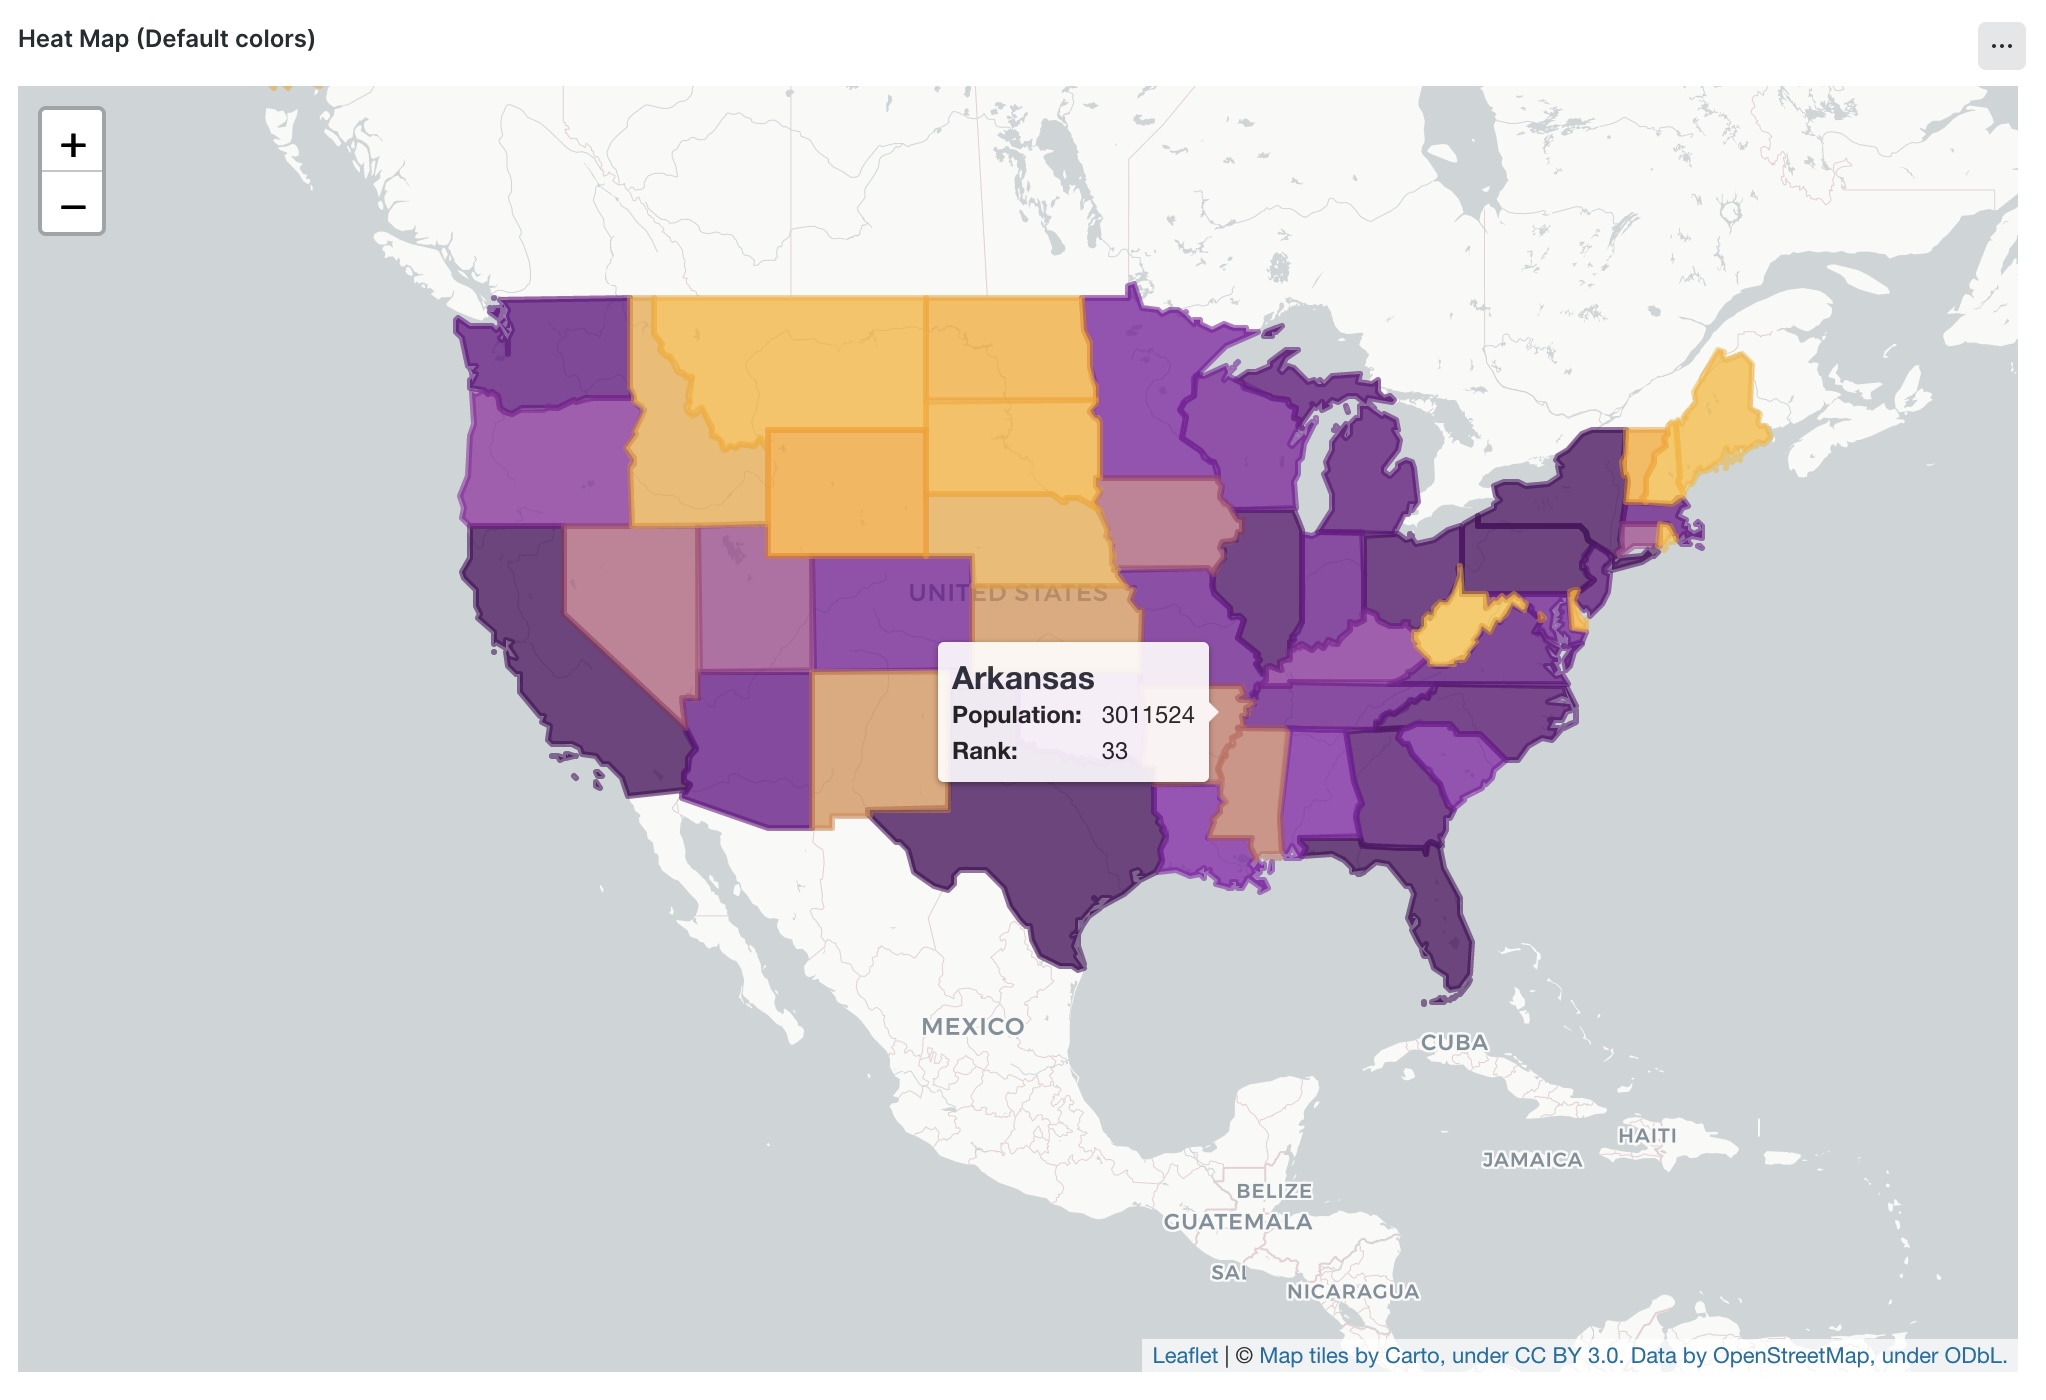 Heat Map (Default colors)
...
+
−
UNITED STATES
Arkansas
Population: 3011524
Rank: 33
MEXICO
CUBA
HAITI
JAMAICA
BELIZE
GUATEMALA
SAL
NICARAGUA
Leaflet | © Map tiles by Carto, under CC BY 3.0. Data by OpenStreetMap, under ODbL.